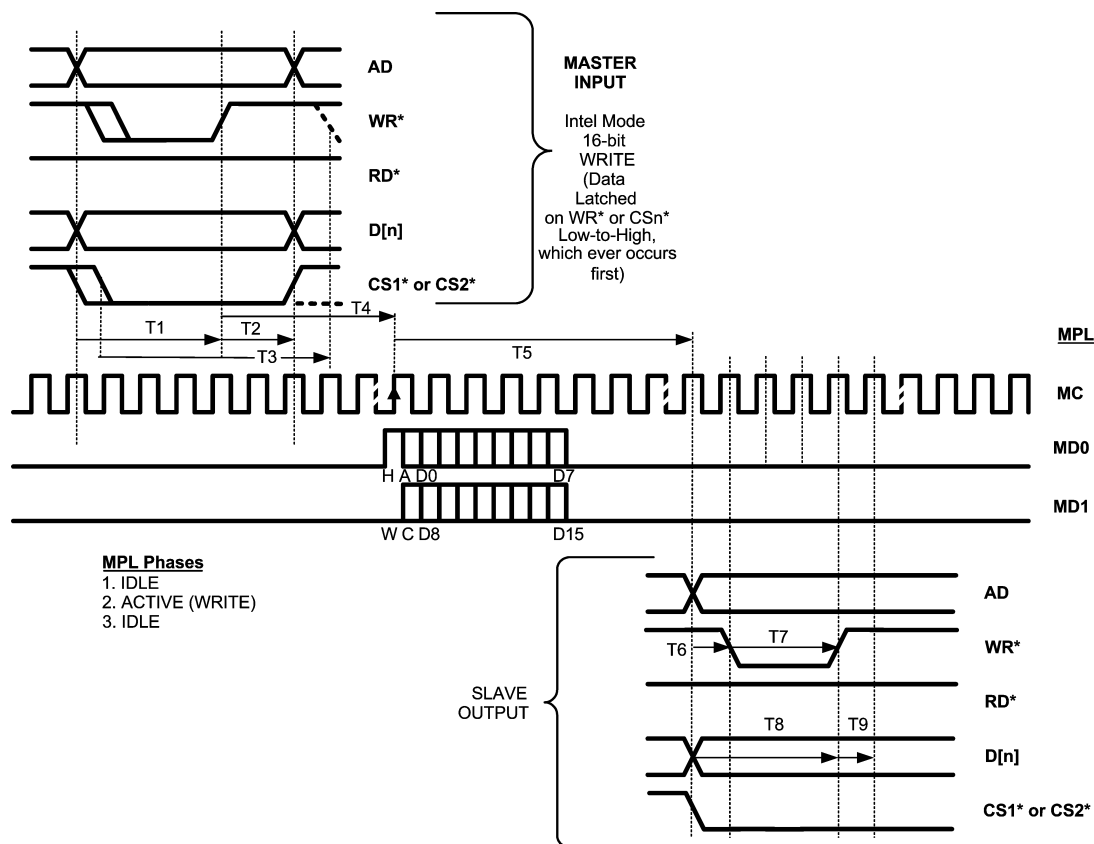 AD
WR*
RD*
D[n]
CS1* or CS2*
MASTER
INPUT
Intel Mode
16-bit
WRITE
(Data
Latched
on WR* or CSn*
Low-to-High,
which ever occurs
first)
T4
T1
T2
T3
T5
MPL
MC
MD0
H A D0
D7
MD1
W C D8
D15
MPL Phases
1. IDLE
2. ACTIVE (WRITE)
3. IDLE
SLAVE
OUTPUT
AD
T6
T7
WR*
RD*
T8
T9
D[n]
CS1* or CS2*